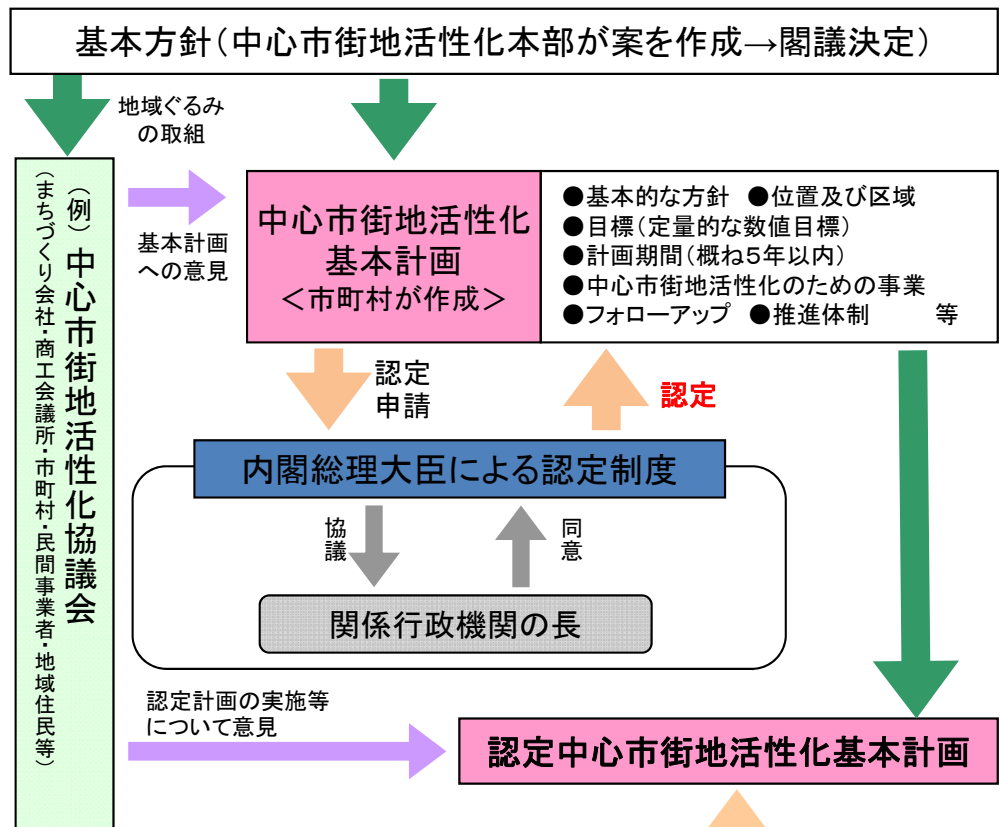 基本方針（中心市街地活性化本部が案を作成→閣議決定）
地域ぐるみ
の取組
（例）中心市街地活性化協議会
（まちづくり会社・商工会議所・市町村・民間事業者・地域住民等）
基本計画
への意見
中心市街地活性化
基本計画
＜市町村が作成＞
●基本的な方針　●位置及び区域
●目標（定量的な数値目標）
●計画期間（概ね５年以内）
●中心市街地活性化のための事業
●フォローアップ　●推進体制　　　等
認定
申請
認定
内閣総理大臣による認定制度
協議
同意
関係行政機関の長
認定計画の実施等
について意見
認定中心市街地活性化基本計画